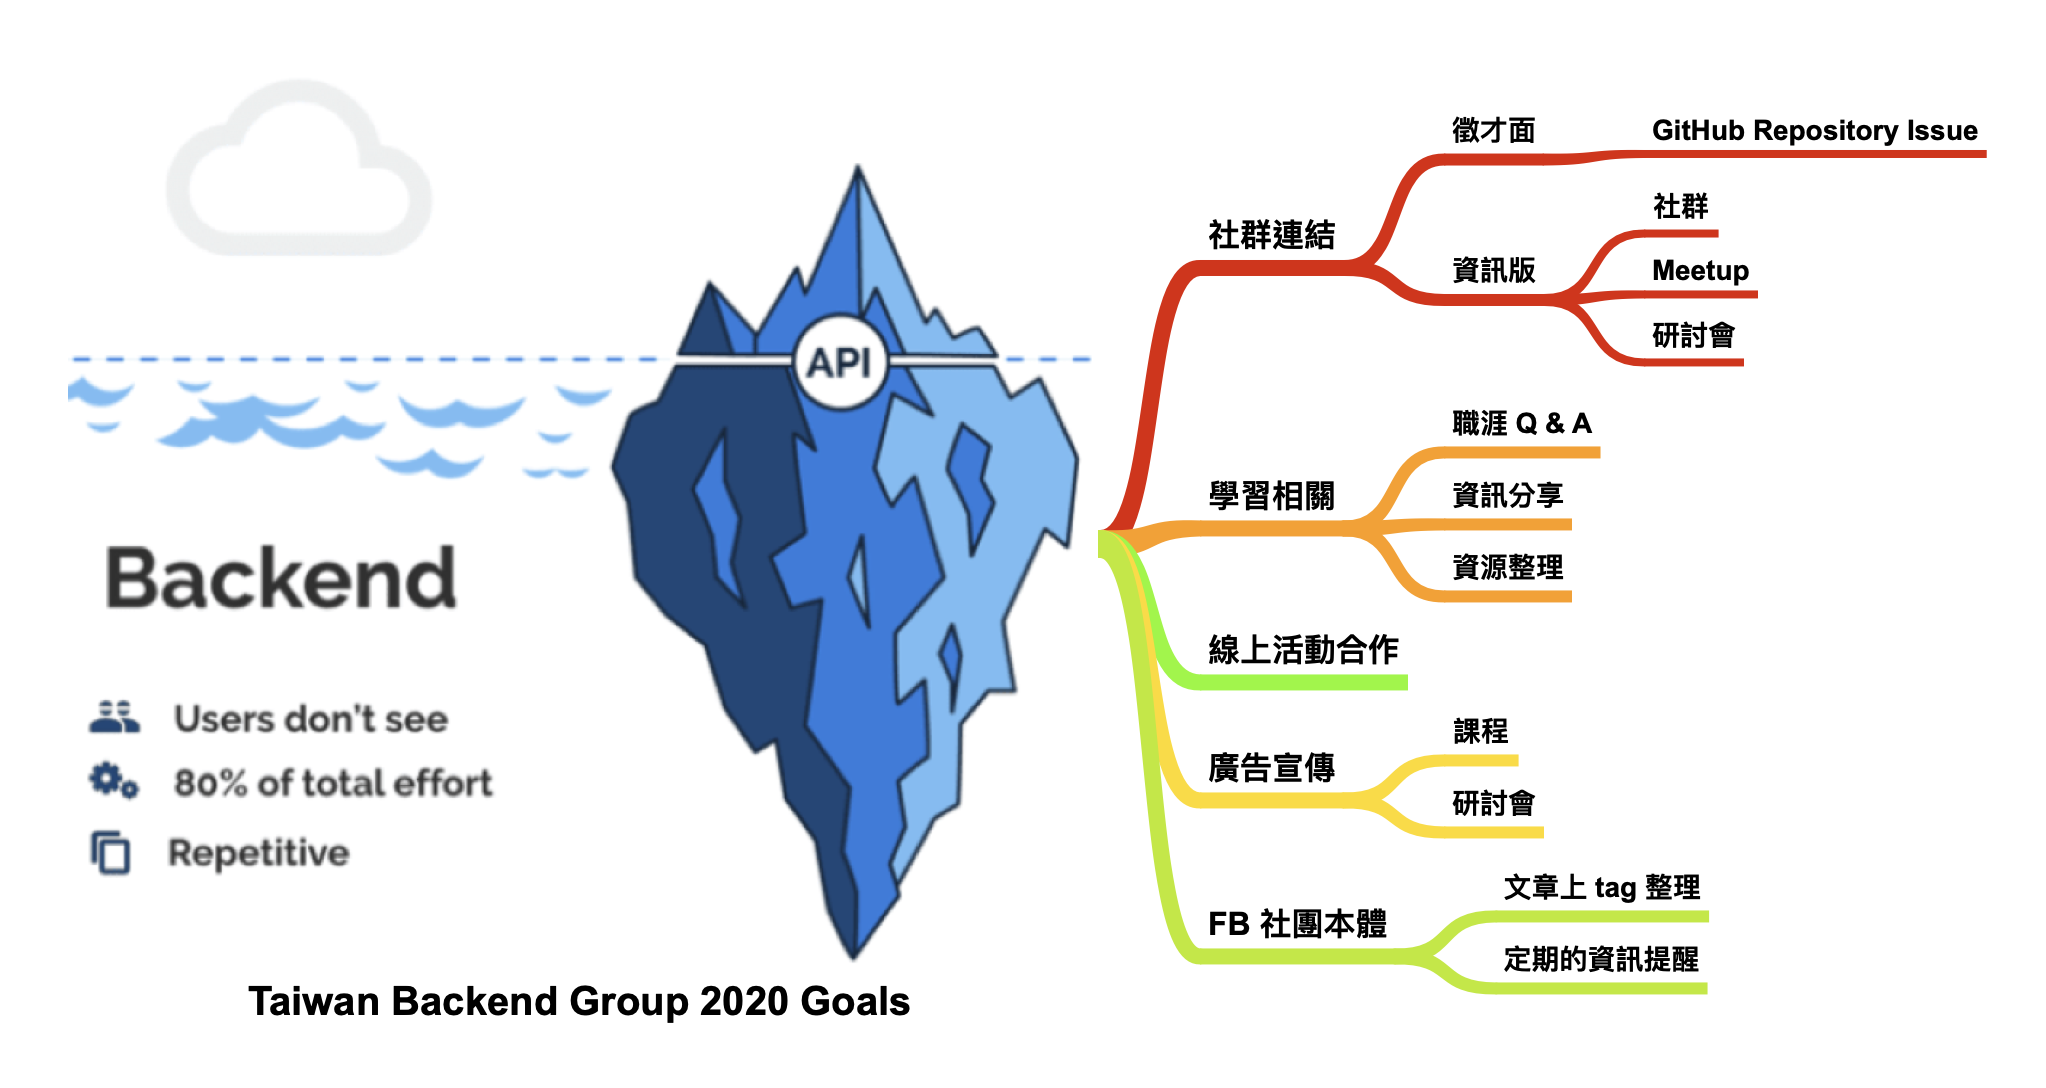 API
Backend
Users don't see
80% of total effort
Repetitive
Taiwan Backend Group 2020 Goals
社群連結
徵才面
GitHub Repository Issue
資訊版
社群
Meetup
研討會
學習相關
職涯 Q & A
資訊分享
資源整理
線上活動合作
廣告宣傳
課程
研討會
FB 社團本體
文章上 tag 整理
定期的資訊提醒